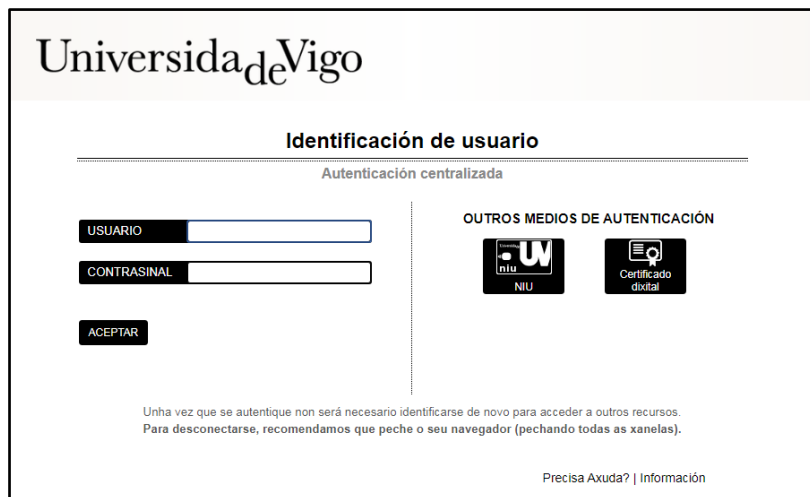 UniversidadeVigo
Identificación de usuario
Autenticación centralizada
USUARIO
CONTRASINAL
ACEPTAR
OUTROS MEDIOS DE AUTENTICACIÓN
niu
NIU
Certificado
dixital
Unha vez que se autentique non será necesario identificarse de novo para acceder a outros recursos.
Para desconectarse, recomendamos que peche o seu navegador (pechando todas as xanelas).
Precisa Axuda? | Información